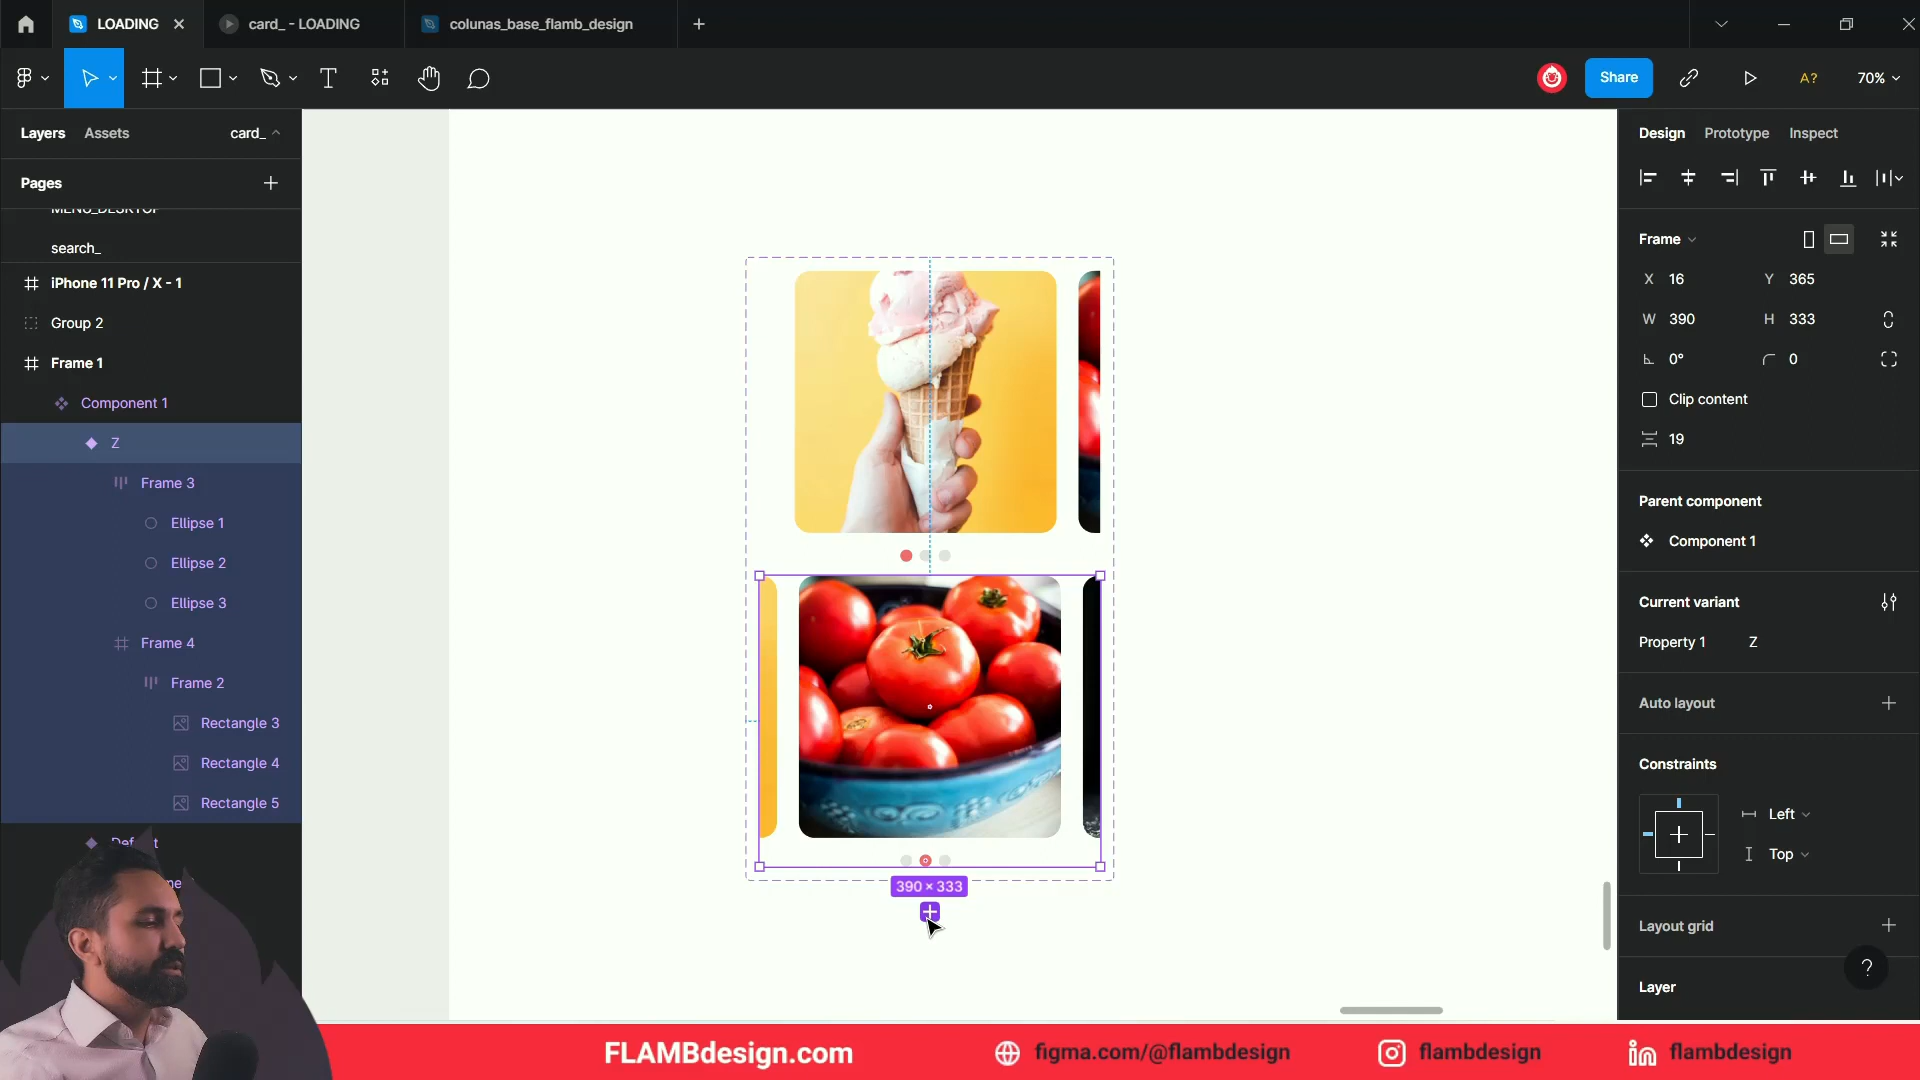 LOADING
card_ - LOADING
colunas_base_flamb_design
Share
A?
70%
Layers
Assets
card_
Pages
MENU_DESKTOP
search_
iPhone 11 Pro / X - 1
Group 2
Frame 1
Component 1
Z
Frame 3
Ellipse 1
Ellipse 2
Ellipse 3
Frame 4
Frame 2
Rectangle 3
Rectangle 4
Rectangle 5
390 × 333
Design
Prototype
Inspect
Frame
X 16
Y 365
W 390
H 333
0°
0
Clip content
19
Parent component
Component 1
Current variant
Property 1
Z
Auto layout
Constraints
Left
Top
Layout grid
?
Layer
FLAMBdesign.com
figma.com/@flambdesign
flambdesign
in flambdesign